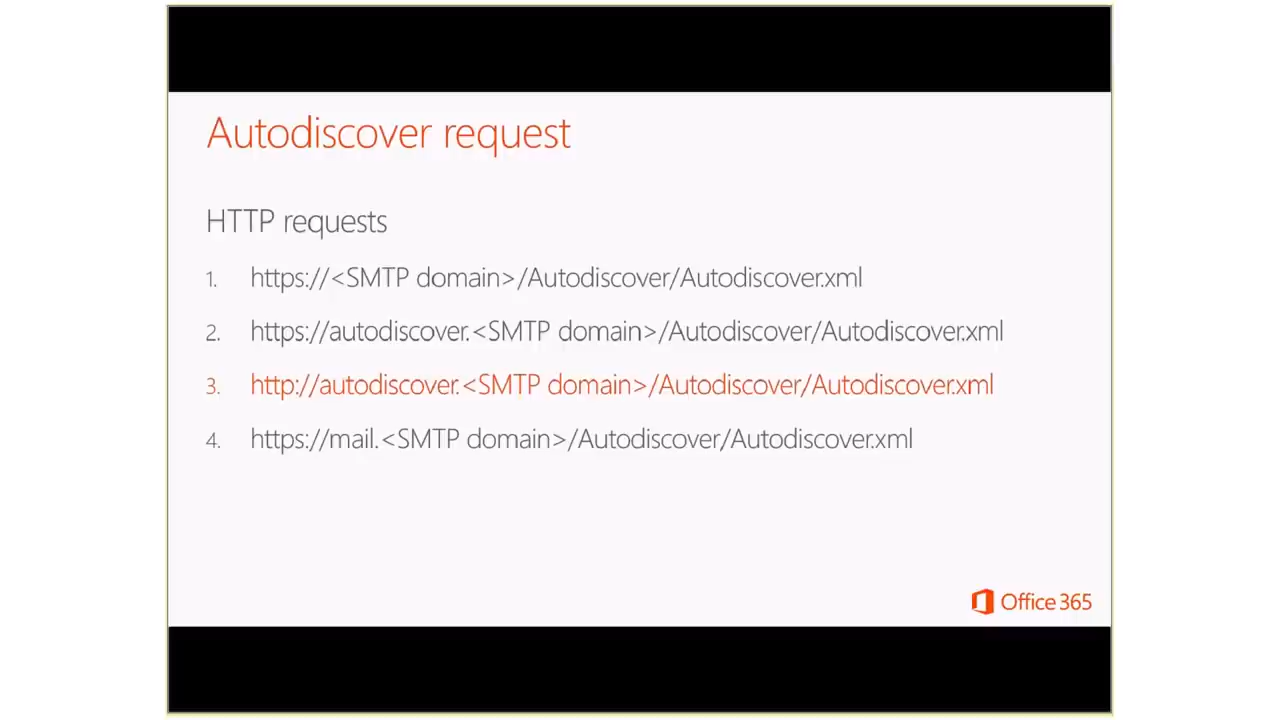 Autodiscover request
HTTP requests
1. https://<SMTP domain>/Autodiscover/Autodiscover.xml
2. https://autodiscover.<SMTP domain>/Autodiscover/Autodiscover.xml
3. http://autodiscover.<SMTP domain>/Autodiscover/Autodiscover.xml
4. https://mail.<SMTP domain>/Autodiscover/Autodiscover.xml
Office 365